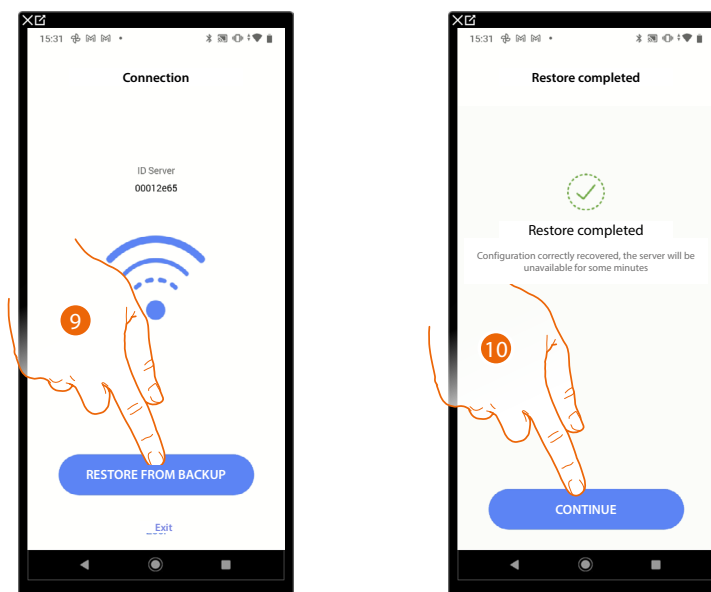 15:31
Connection
ID Server
00012e65
9
RESTORE FROM BACKUP
Exit
15:31
Restore completed
Restore completed
Configuration correctly recovered, the server will be
unavailable for some minutes
10
CONTINUE